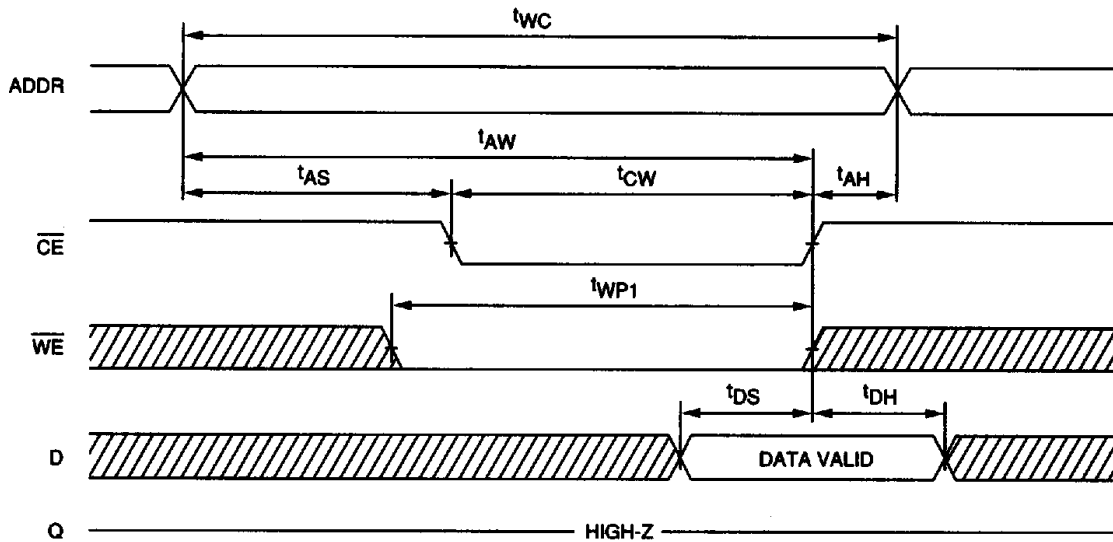 tWC
ADDR
tAW
tAS tCW tAH
CE
tWP1
WE
tDS tDH
D DATA VALID
Q HIGH-Z